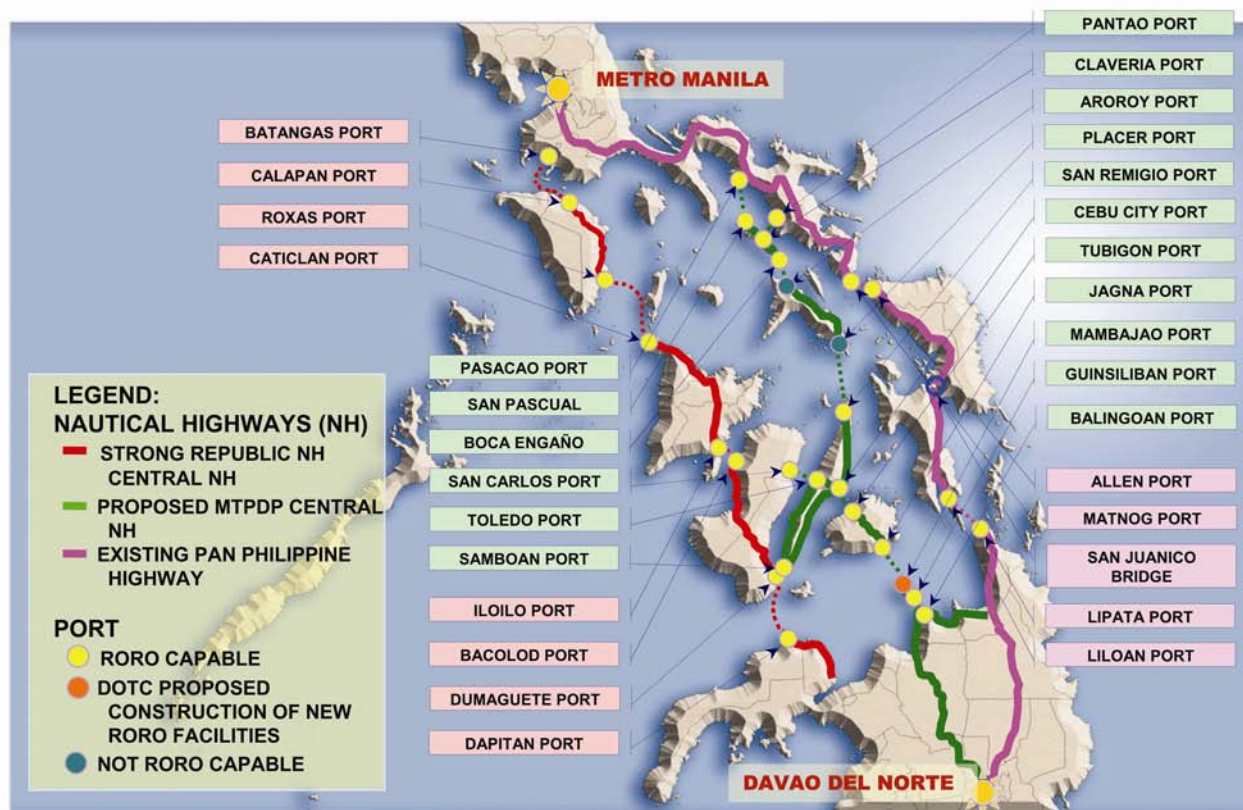 METRO MANILA
BATANGAS PORT
CALAPAN PORT
ROXAS PORT
CATICLAN PORT
PANTAO PORT
CLAVERIA PORT
AROROY PORT
PLACER PORT
SAN REMIGIO PORT
CEBU CITY PORT
TUBIGON PORT
JAGNA PORT
MAMBAJAO PORT
GUINSILIBAN PORT
BALINGOAN PORT
PASACAO PORT
SAN PASCUAL
BOCA ENGAÑO
SAN CARLOS PORT
TOLEDO PORT
SAMBOAN PORT
ILOILO PORT
BACOLOD PORT
DUMAGUETE PORT
DAPITAN PORT
ALLEN PORT
MATNOG PORT
SAN JUANICO
BRIDGE
LIPATA PORT
LILOAN PORT
LEGEND:
NAUTICAL HIGHWAYS (NH)
STRONG REPUBLIC NH
CENTRAL NH
PROPOSED MTPDP CENTRAL
NH
EXISTING PAN PHILIPPINE
HIGHWAY
PORT
RORO CAPABLE
DOTC PROPOSED
CONSTRUCTION OF NEW
RORO FACILITIES
NOT RORO CAPABLE
DAVAO DEL NORTE